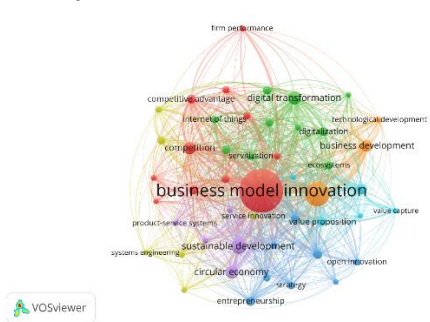 firm performance
competitive advantage
digital transformation
internet of things
technological development
digitalization
competition
business development
servitization
ecosystems
business model innovation
service innovation
value capture
product-service systems
value proposition
sustainable development
systems engineering
open innovation
circular economy
strategy
entrepreneurship
VOSviewer